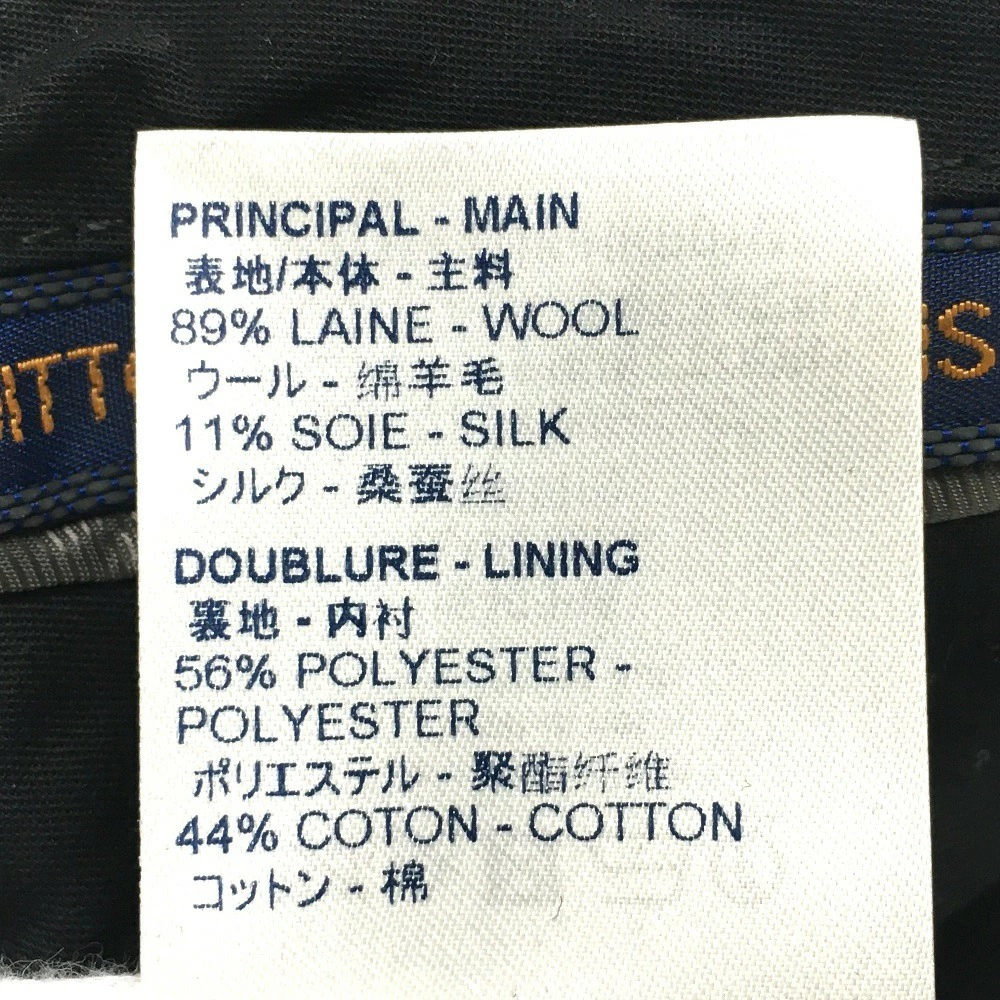 PRINCIPAL - MAIN
表地/本体 - 主料
89% LAINE - WOOL
ウール - 绵羊毛
11% SOIE - SILK
シルク - 桑蚕丝
DOUBLURE - LINING
裏地 - 内衬
56% POLYESTER -
POLYESTER
ポリエステル - 聚酯纤维
44% COTON - COTTON
コットン - 棉